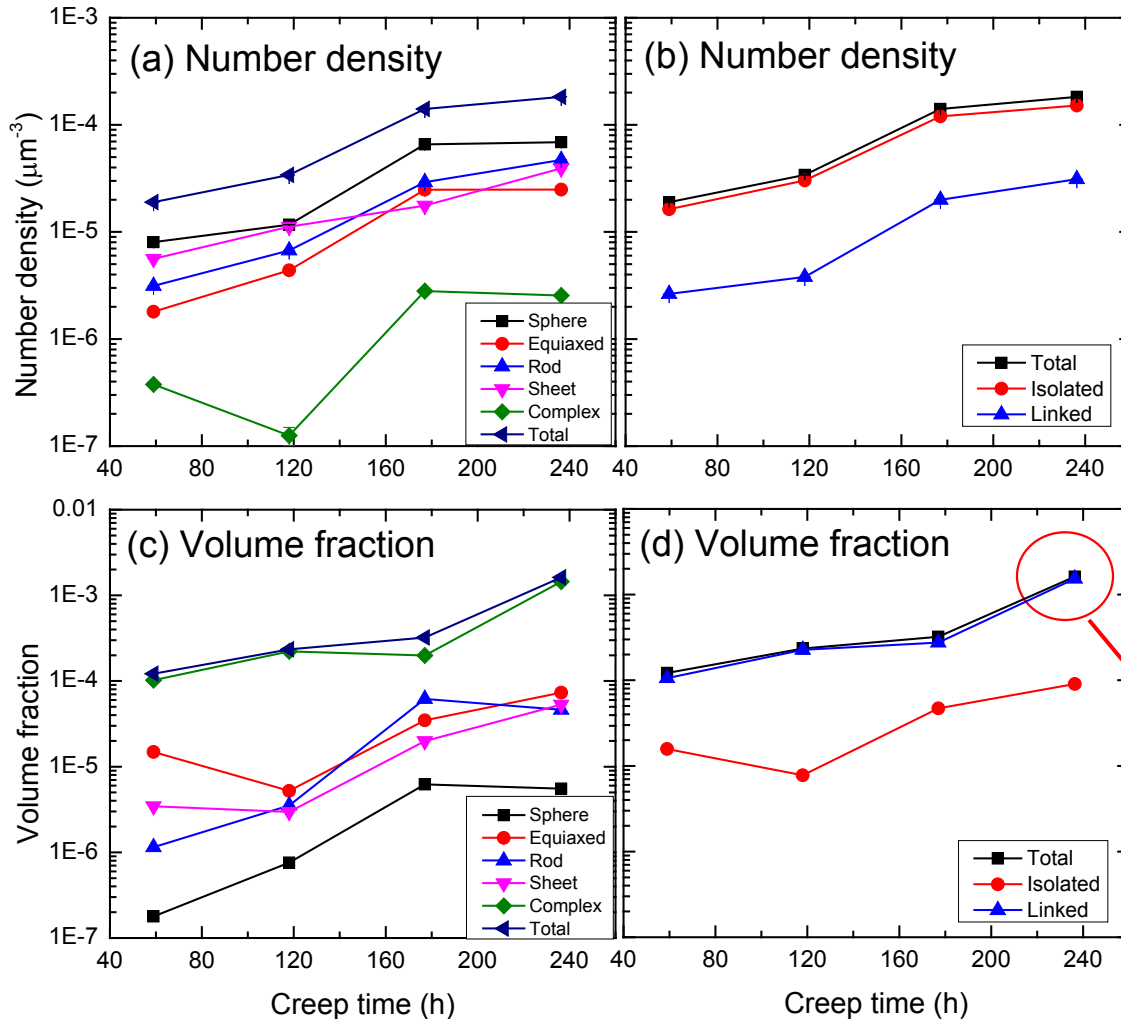 1E-3
(a) Number density
(b) Number density
1E-4
1E-5
1E-6
1E-7
Number density (μm⁻³)
Sphere
Equiaxed
Rod
Sheet
Complex
Total
Total
Isolated
Linked
40 80 120 160 200 240
40 80 120 160 200 240
0.01
(c) Volume fraction
(d) Volume fraction
1E-3
1E-4
1E-5
1E-6
1E-7
Volume fraction
Sphere
Equiaxed
Rod
Sheet
Complex
Total
Total
Isolated
Linked
40 80 120 160 200 240
40 80 120 160 200 240
Creep time (h)
Creep time (h)